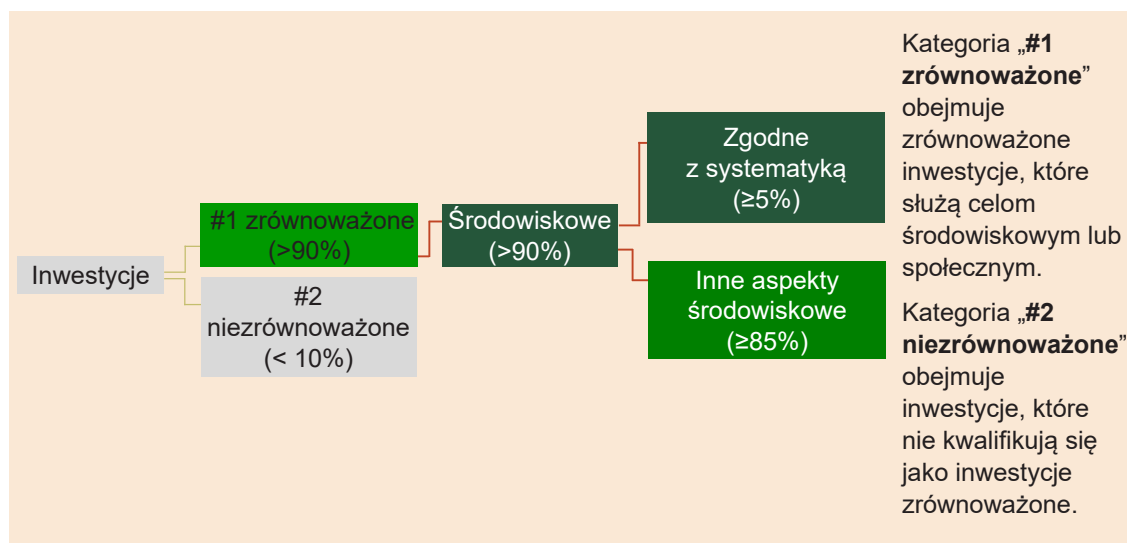 Inwestycje
#1 zrównoważone
(>90%)
#2
niezrównoważone
(< 10%)
Środowiskowe
(>90%)
Zgodne
z systematyką
(≥5%)
Inne aspekty
środowiskowe
(≥85%)
Kategoria „#1
zrównoważone”
obejmuje
zrównoważone
inwestycje, które
służą celom
środowiskowym lub
społecznym.
Kategoria „#2
niezrównoważone”
obejmuje
inwestycje, które
nie kwalifikują się
jako inwestycje
zrównoważone.